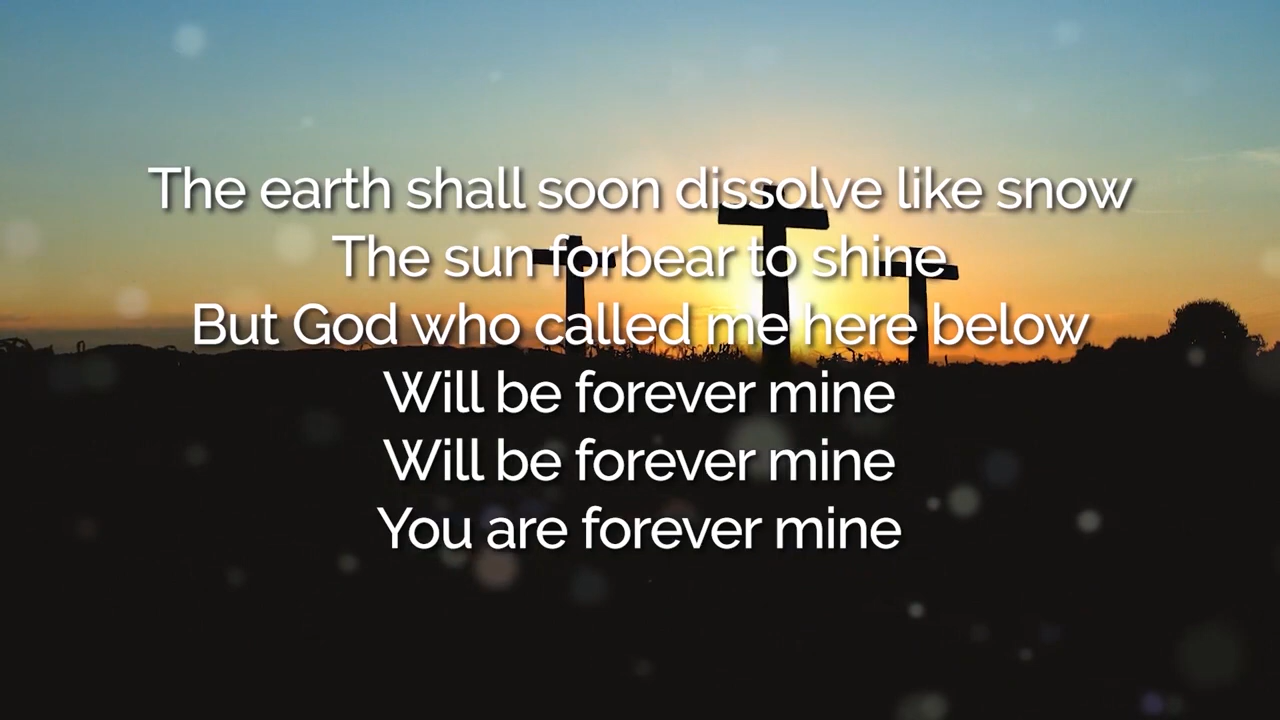 The earth shall soon dissolve like snow
The sun forbear to shine
But God who called me here below
Will be forever mine
Will be forever mine
You are forever mine